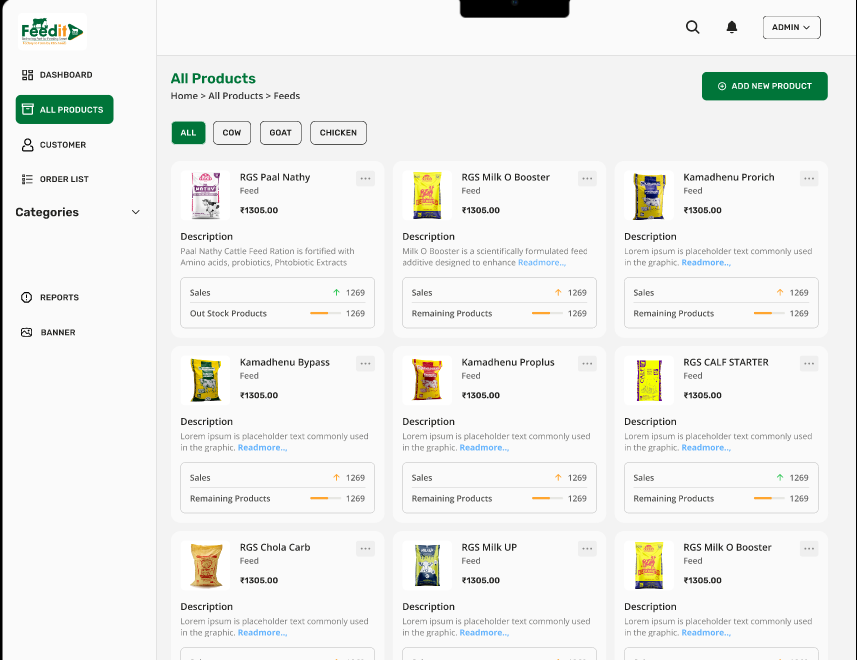 Feedit
ADMIN
DASHBOARD
ALL PRODUCTS
CUSTOMER
ORDER LIST
Categories
REPORTS
BANNER
All Products
Home > All Products > Feeds
ADD NEW PRODUCT
ALL
COW
GOAT
CHICKEN
RGS Paal Nathy
Feed
₹1305.00
Description
Paal Nathy Cattle Feed Ration is fortified with
Amino acids, probiotics, Phtobiotic Extracts
Sales
1269
Out Stock Products
1269
RGS Milk O Booster
Feed
₹1305.00
Description
Milk O Booster is a scientifically formulated feed
additive designed to enhance Readmore..,
Sales
1269
Remaining Products
1269
Kamadhenu Prorich
Feed
₹1305.00
Description
Lorem ipsum is placeholder text commonly used
in the graphic. Readmore..,
Sales
1269
Remaining Products
1269
Kamadhenu Bypass
Feed
₹1305.00
Description
Lorem ipsum is placeholder text commonly used
in the graphic. Readmore..,
Sales
1269
Remaining Products
1269
Kamadhenu Proplus
Feed
₹1305.00
Description
Lorem ipsum is placeholder text commonly used
in the graphic. Readmore..,
Sales
1269
Remaining Products
1269
RGS CALF STARTER
Feed
₹1305.00
Description
Lorem ipsum is placeholder text commonly used
in the graphic. Readmore..,
Sales
1269
Remaining Products
1269
RGS Chola Carb
Feed
₹1305.00
Description
Lorem ipsum is placeholder text commonly used
in the graphic. Readmore..,
RGS Milk UP
Feed
₹1305.00
Description
Lorem ipsum is placeholder text commonly used
in the graphic. Readmore..,
RGS Milk O Booster
Feed
₹1305.00
Description
Lorem ipsum is placeholder text commonly used
in the graphic. Readmore..,